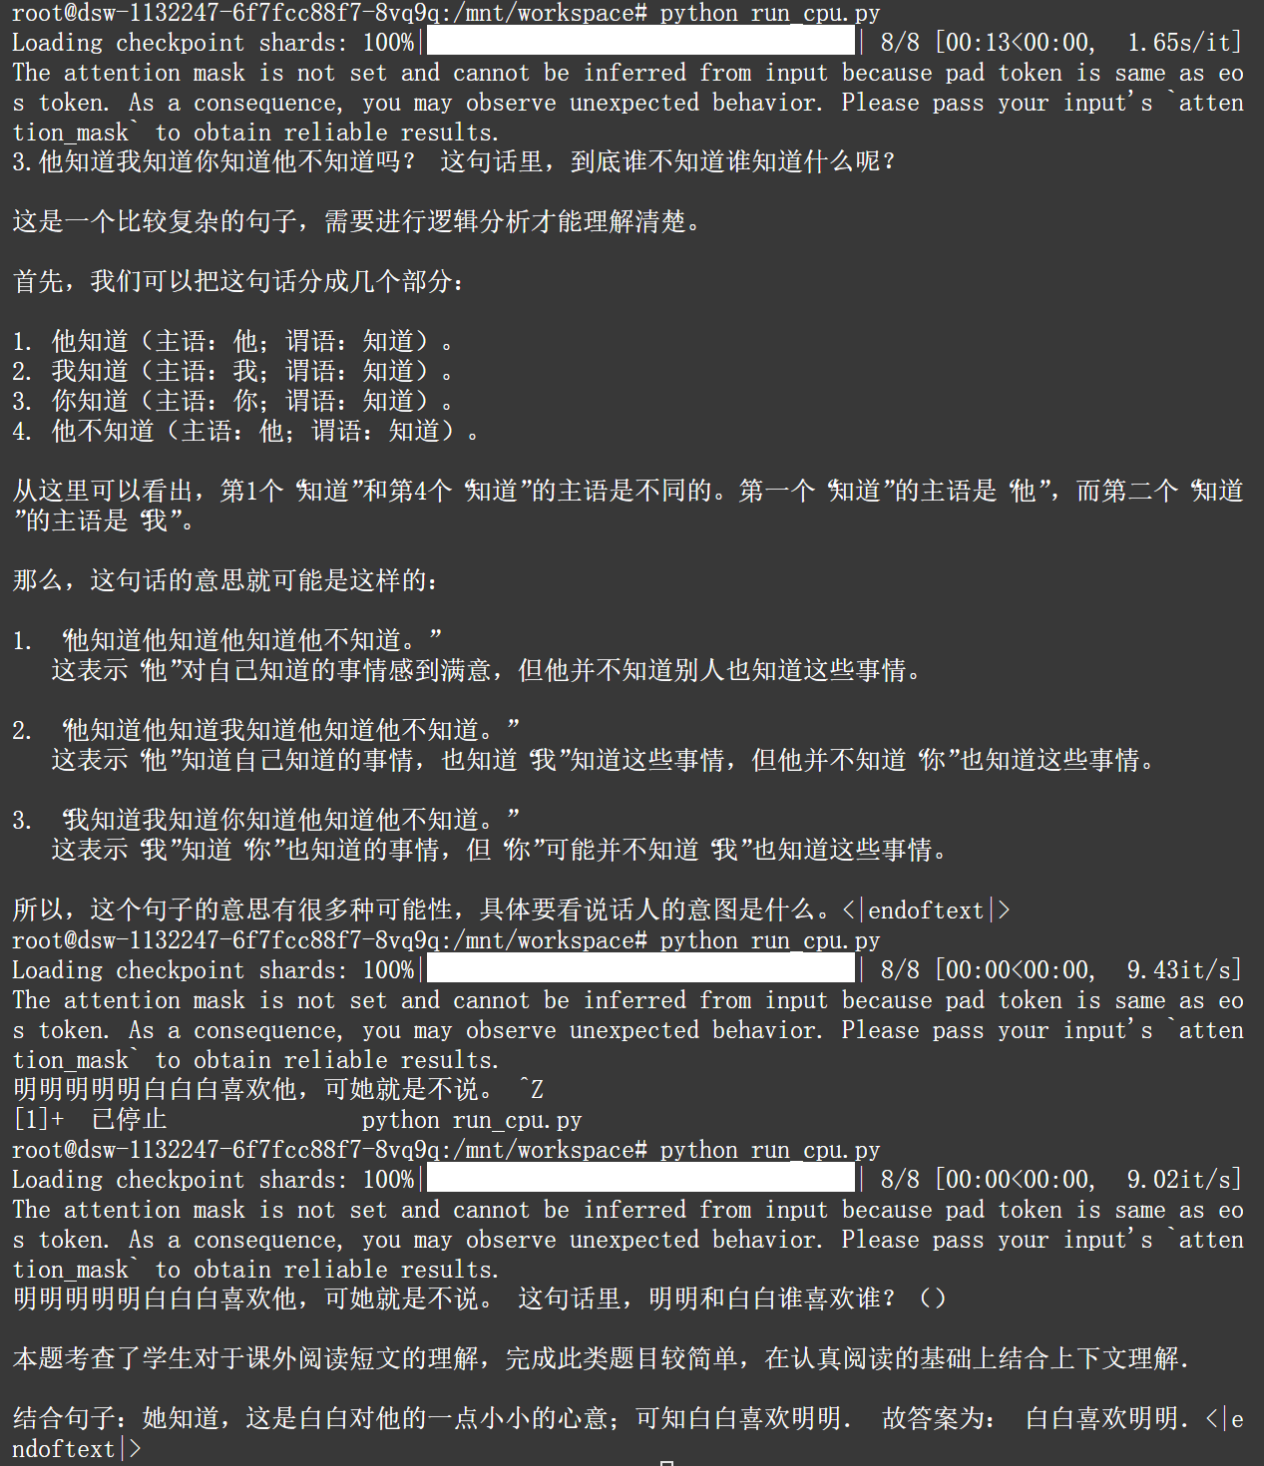 root@dsw-1132247-6f7fcc88f7-8vq9q:/mnt/workspace# python run_cpu.py
Loading checkpoint shards: 100%| | 8/8 [00:13<00:00,  1.65s/it]
The attention mask is not set and cannot be inferred from input because pad token is same as eo
s token. As a consequence, you may observe unexpected behavior. Please pass your input's `atten
tion_mask` to obtain reliable results.
3.他知道我知道你知道他不知道吗？ 这句话里，到底谁不知道谁知道什么呢？
这是一个比较复杂的句子，需要进行逻辑分析才能理解清楚。
首先，我们可以把这句话分成几个部分：
1. 他知道（主语：他；谓语：知道）。
2. 我知道（主语：我；谓语：知道）。
3. 你知道（主语：你；谓语：知道）。
4. 他不知道（主语：他；谓语：知道）。
从这里可以看出，第1个“知道”和第4个“知道”的主语是不同的。第一个“知道”的主语是“他”，而第二个“知道
”的主语是“我”。
那么，这句话的意思就可能是这样的：
1. “他知道他知道他知道他不知道。”
这表示“他”对自己知道的事情感到满意，但他并不知道别人也知道这些事情。
2. “他知道他知道我知道他知道他不知道。”
这表示“他”知道自己知道的事情，也知道“我”知道这些事情，但他并不知道“你”也知道这些事情。
3. “我知道我知道你知道他知道他不知道。”
这表示“我”知道“你”也知道的事情，但“你”可能并不知道“我”也知道这些事情。
所以，这个句子的意思有很多种可能性，具体要看说话人的意图是什么。<|endoftext|>
root@dsw-1132247-6f7fcc88f7-8vq9q:/mnt/workspace# python run_cpu.py
Loading checkpoint shards: 100%| | 8/8 [00:00<00:00,  9.43it/s]
The attention mask is not set and cannot be inferred from input because pad token is same as eo
s token. As a consequence, you may observe unexpected behavior. Please pass your input's `atten
tion_mask` to obtain reliable results.
明明明明明白白白喜欢他，可她就是不说。 ^Z
[1]+  已停止               python run_cpu.py
root@dsw-1132247-6f7fcc88f7-8vq9q:/mnt/workspace# python run_cpu.py
Loading checkpoint shards: 100%| | 8/8 [00:00<00:00,  9.02it/s]
The attention mask is not set and cannot be inferred from input because pad token is same as eo
s token. As a consequence, you may observe unexpected behavior. Please pass your input's `atten
tion_mask` to obtain reliable results.
明明明明明白白白喜欢他，可她就是不说。 这句话里，明明和白白谁喜欢谁？（）
本题考查了学生对于课外阅读短文的理解，完成此类题目较简单，在认真阅读的基础上结合上下文理解．
结合句子：她知道，这是白白对他的一点小小的心意；可知白白喜欢明明． 故答案为： 白白喜欢明明．<|e
ndoftext|>